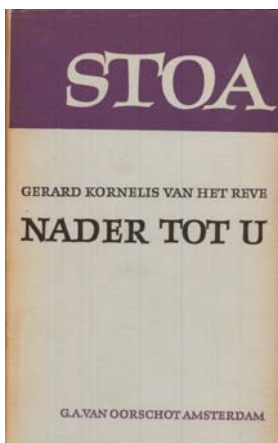 STOA
GERARD KORNELIS VAN HET REVE
NADER TOT U
G.A.VAN OORSCHOT AMSTERDAM